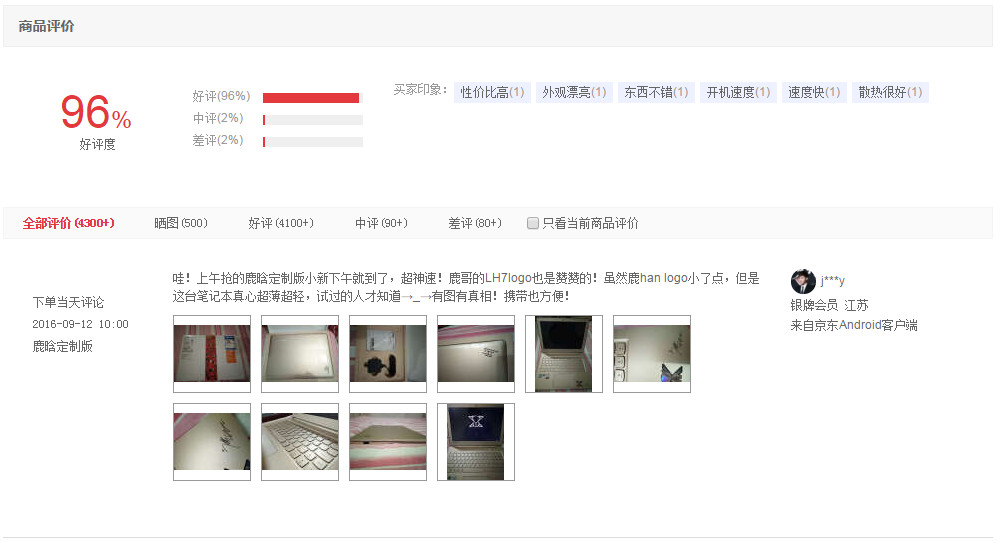 商品评价
96%
好评度
好评(96%)
中评(2%)
差评(2%)
买家印象： 性价比高(1) 外观漂亮(1) 东西不错(1) 开机速度(1) 速度快(1) 散热很好(1)
全部评价(4300+) 晒图(500) 好评(4100+) 中评(90+) 差评(80+) 只看当前商品评价
下单当天评论
2016-09-12 10:00
鹿晗定制版
哇！上午抢的鹿晗定制版小新下午就到了，超神速！鹿哥的LH7logo也是赞赞的！虽然鹿han logo小了点，但是
这台笔记本真心超薄超轻，试过的人才知道→_→有图有真相！携带也方便！
j***y
银牌会员 江苏
来自京东Android客户端